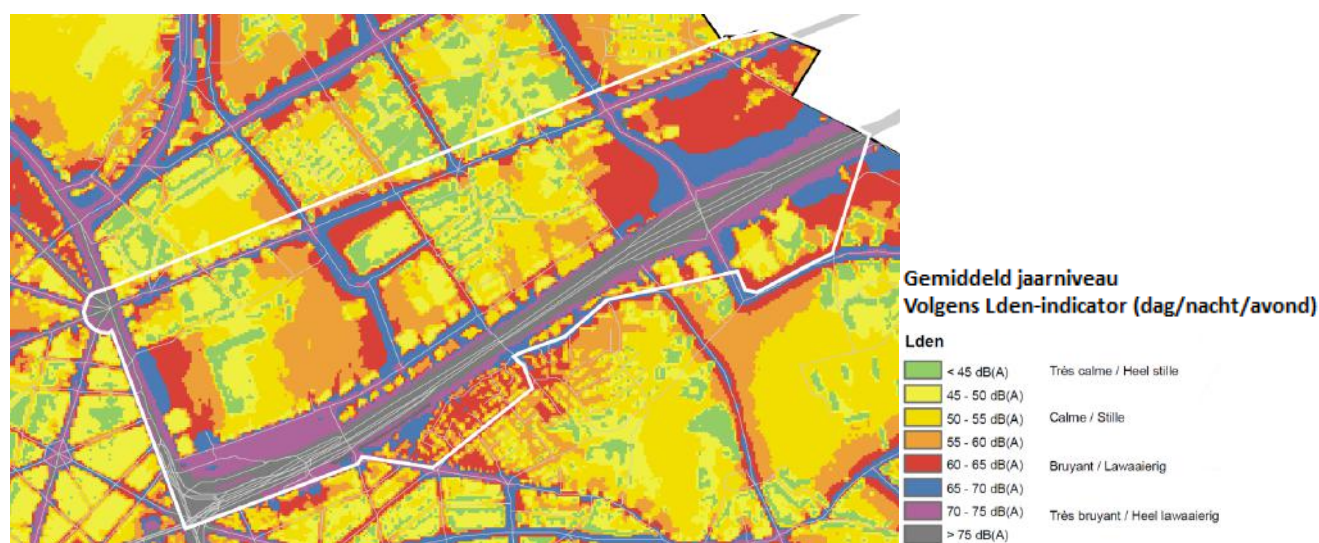 Gemiddeld jaarniveau
Volgens Lden-indicator (dag/nacht/avond)
Lden
< 45 dB(A) Très calme / Heel stille
45 - 50 dB(A)
50 - 55 dB(A) Calme / Stille
55 - 60 dB(A)
60 - 65 dB(A) Bruyant / Lawaaierig
65 - 70 dB(A)
70 - 75 dB(A) Très bruyant / Heel lawaaierig
> 75 dB(A)